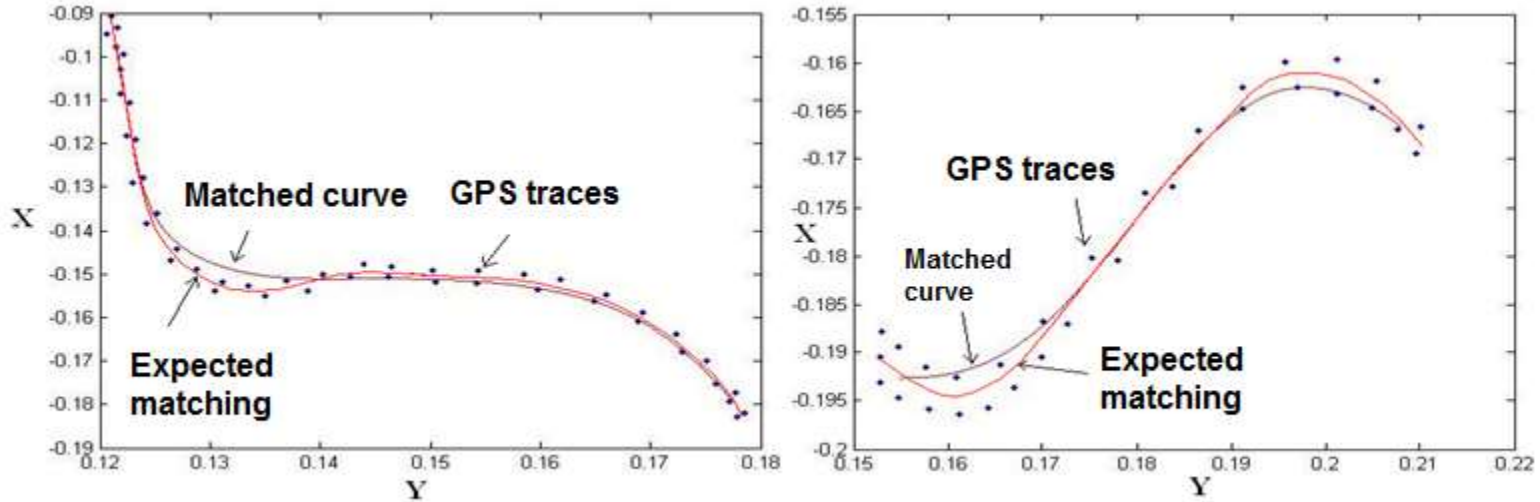 -0.09
-0.1
-0.11
-0.12
-0.13
-0.14
-0.15
-0.16
-0.17
-0.18
-0.19
X
Matched curve
GPS traces
Expected
matching
0.12
0.13
0.14
0.15
0.16
0.17
0.18
Y
-0.155
-0.16
-0.165
-0.17
-0.175
-0.18
-0.185
-0.19
-0.195
-0.2
X
GPS traces
Matched
curve
Expected
matching
0.15
0.16
0.17
0.18
0.19
0.2
0.21
0.22
Y